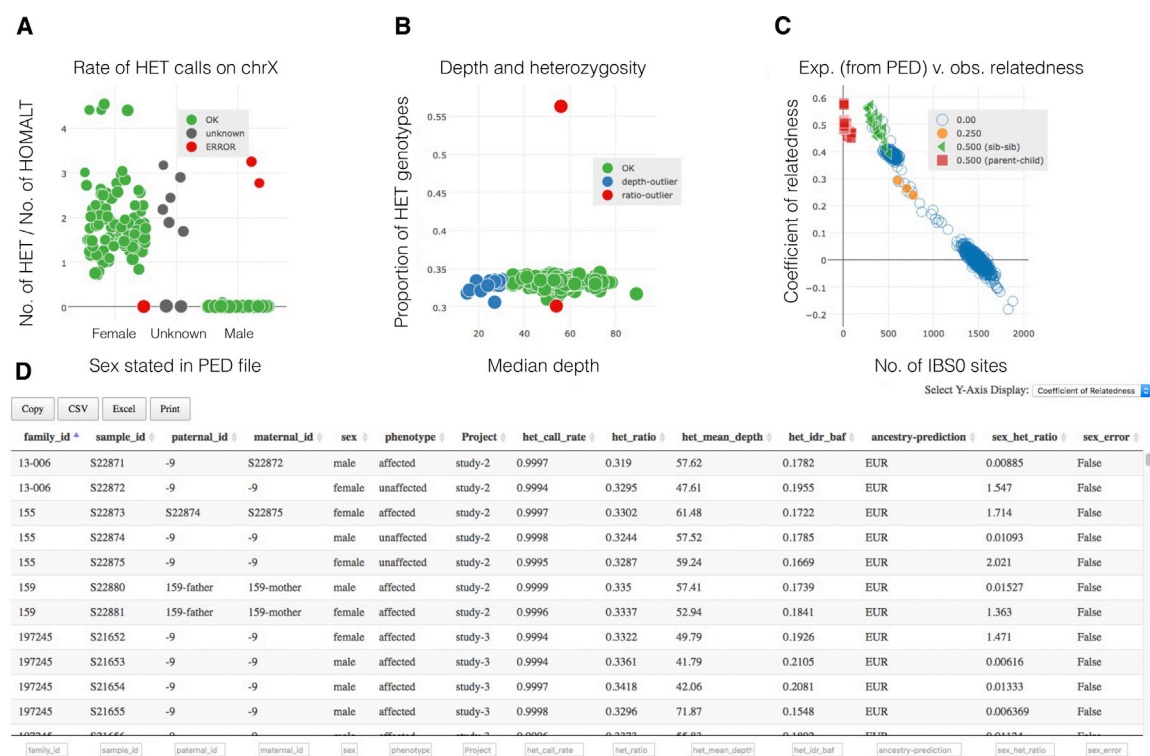 A
B
C
Rate of HET calls on chrX
Depth and heterozygosity
Exp. (from PED) v. obs. relatedness
No. of HET / No. of HOMALT
4
3
2
1
0
OK
unknown
ERROR
Female
Unknown
Male
Sex stated in PED file
Proportion of HET genotypes
0.55
0.5
0.45
0.4
0.35
0.3
OK
depth-outlier
ratio-outlier
20
40
60
80
Median depth
Coefficient of relatedness
0.6
0.5
0.4
0.3
0.2
0.1
0
−0.1
−0.2
0.00
0.250
0.500 (sib-sib)
0.500 (parent-child)
0
500
1000
1500
2000
No. of IBS0 sites
D
Select Y-Axis Display: Coefficient of Relatedness
Copy CSV Excel Print
family_id sample_id paternal_id maternal_id sex phenotype Project het_call_rate het_ratio het_mean_depth het_idr_baf ancestry-prediction sex_het_ratio sex_error
13-006 S22871 -9 S22872 male affected study-2 0.9997 0.319 57.62 0.1782 EUR 0.00885 False
13-006 S22872 -9 -9 female unaffected study-2 0.9994 0.3295 47.61 0.1955 EUR 1.547 False
155 S22873 S22874 S22875 female affected study-2 0.9997 0.3302 61.48 0.1722 EUR 1.714 False
155 S22874 -9 -9 male unaffected study-2 0.9998 0.3244 57.52 0.1785 EUR 0.01093 False
155 S22875 -9 -9 female unaffected study-2 0.9995 0.3287 59.24 0.1669 EUR 2.021 False
159 S22880 159-father 159-mother male affected study-2 0.9999 0.335 57.41 0.1739 EUR 0.01527 False
159 S22881 159-father 159-mother female affected study-2 0.9996 0.3337 52.94 0.1841 EUR 1.363 False
197245 S21652 -9 -9 female affected study-3 0.9994 0.3322 49.79 0.1926 EUR 1.471 False
197245 S21653 -9 -9 male affected study-3 0.9994 0.3361 41.79 0.2105 EUR 0.00616 False
197245 S21654 -9 -9 male affected study-3 0.9997 0.3418 42.06 0.2081 EUR 0.01333 False
197245 S21655 -9 -9 male affected study-3 0.9998 0.3296 71.87 0.1548 EUR 0.006369 False
family_id sample_id paternal_id maternal_id sex phenotype Project het_call_rate het_ratio het_mean_depth het_idr_baf ancestry-prediction sex_het_ratio sex_error